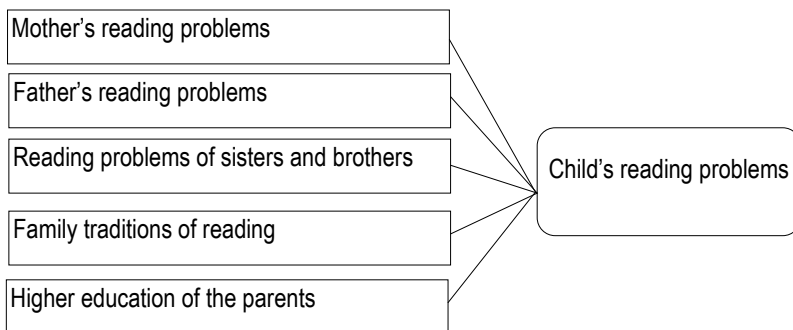 Mother’s reading problems
Father’s reading problems
Reading problems of sisters and brothers
Family traditions of reading
Higher education of the parents
Child’s reading problems